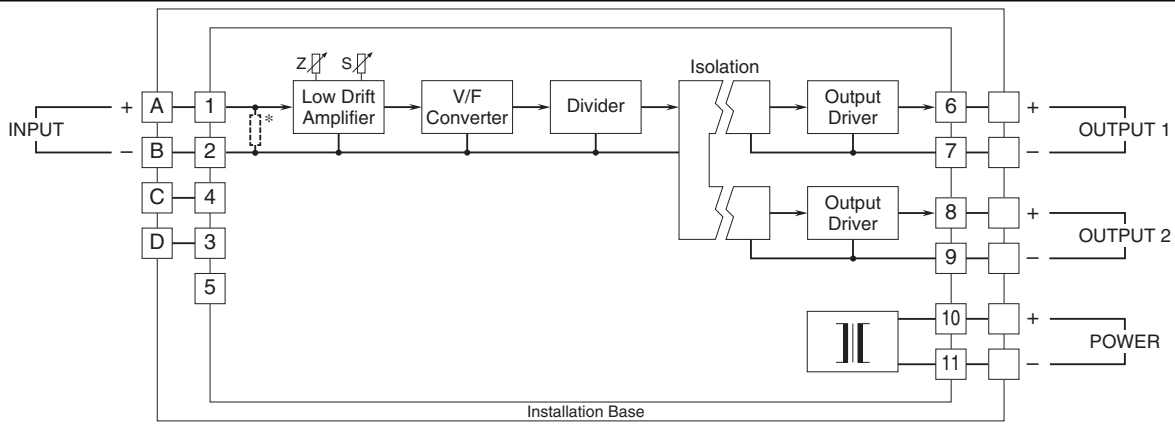 Z S
Isolation
INPUT
+ A 1
Low Drift
Amplifier
V/F
Converter
Divider
Output
Driver
6 +
OUTPUT 1
*
− B 2
7 −
C 4
Output
Driver
8 +
OUTPUT 2
D 3
9 −
5
10 +
POWER
11 −
Installation Base